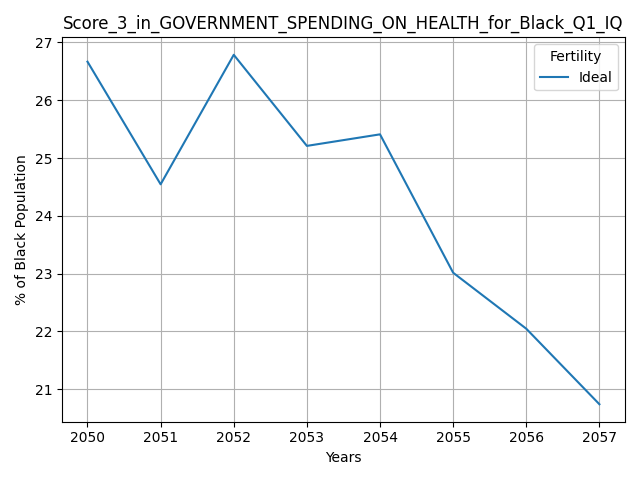 Score_3_in_GOVERNMENT_SPENDING_ON_HEALTH_for_Black_Q1_IQ
Fertility
Ideal
27
26
25
24
23
22
21
% of Black Population
2050 2051 2052 2053 2054 2055 2056 2057
Years